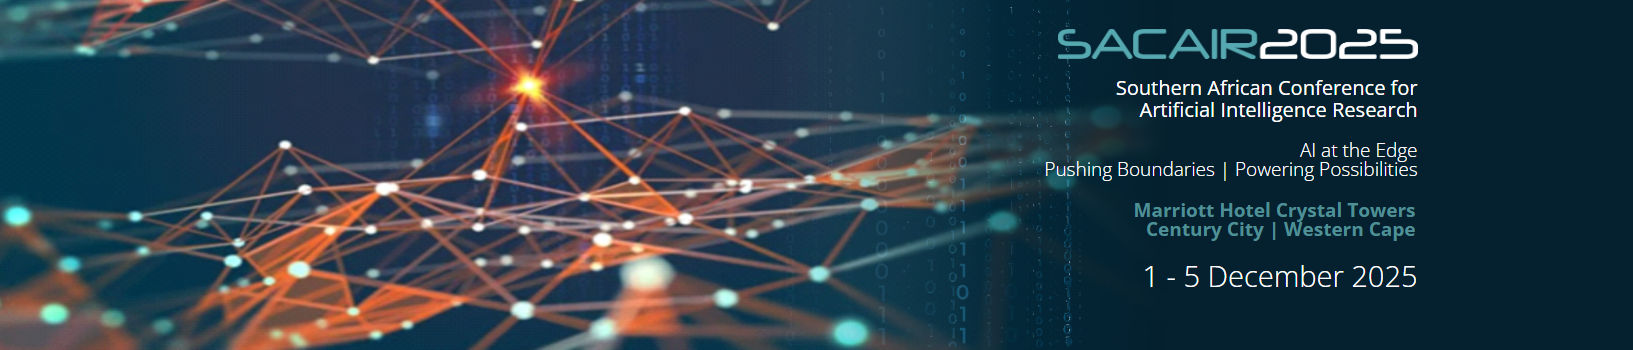 SACAIR2025
Southern African Conference for
Artificial Intelligence Research
AI at the Edge
Pushing Boundaries | Powering Possibilities
Marriott Hotel Crystal Towers
Century City | Western Cape
1 - 5 December 2025